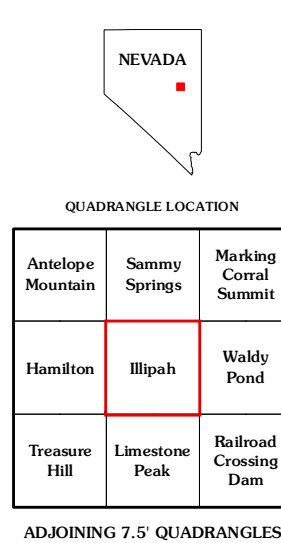 NEVADA
QUADRANGLE LOCATION
Antelope
Mountain
Sammy
Springs
Marking
Corral
Summit
Hamilton
Illipah
Waldy
Pond
Treasure
Hill
Limestone
Peak
Railroad
Crossing
Dam
ADJOINING 7.5' QUADRANGLES